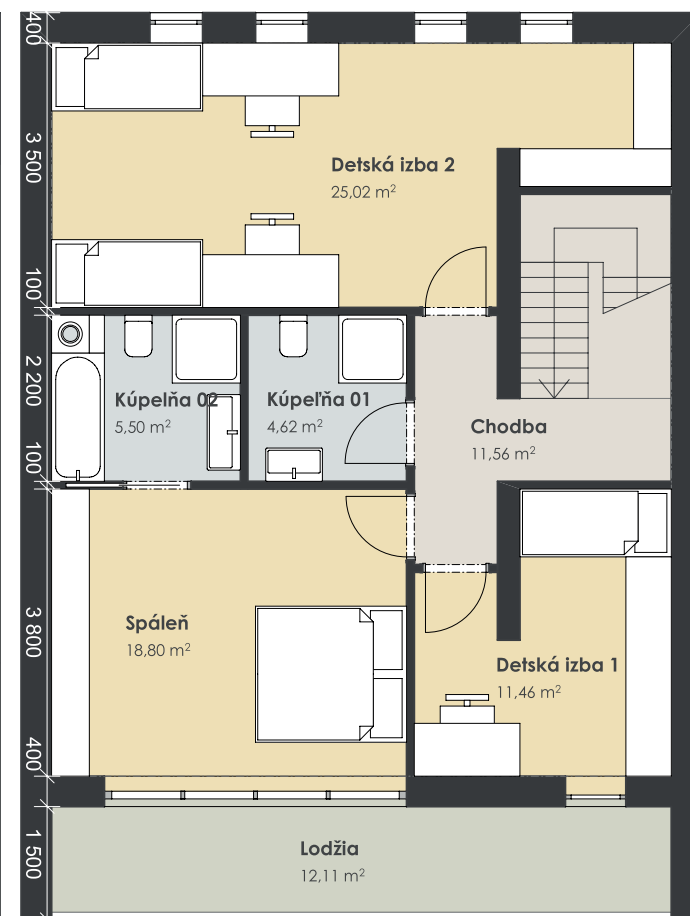 400
3 500
Detská izba 2
25,02 m²
100
2 200
Kúpelňa 02
5,50 m²
Kúpeľňa 01
4,62 m²
Chodba
11,56 m²
100
3 800
Spáleň
18,80 m²
Detská izba 1
11,46 m²
400
1 500
Lodžia
12,11 m²